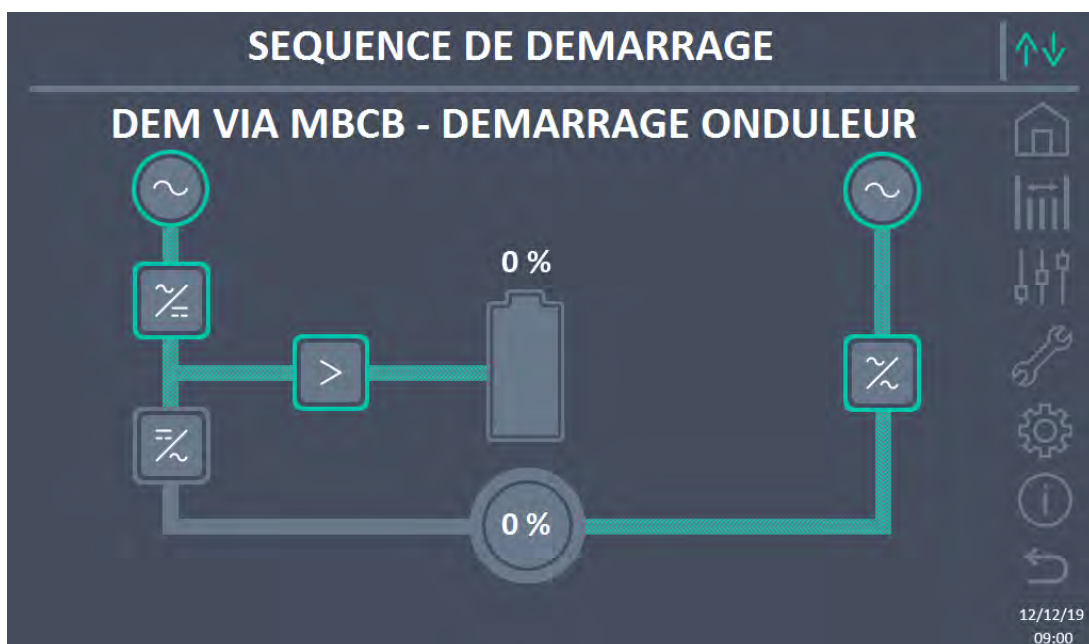 SEQUENCE DE DEMARRAGE
DEM VIA MBCB - DEMARRAGE ONDULEUR
0 %
0 %
12/12/19
09:00